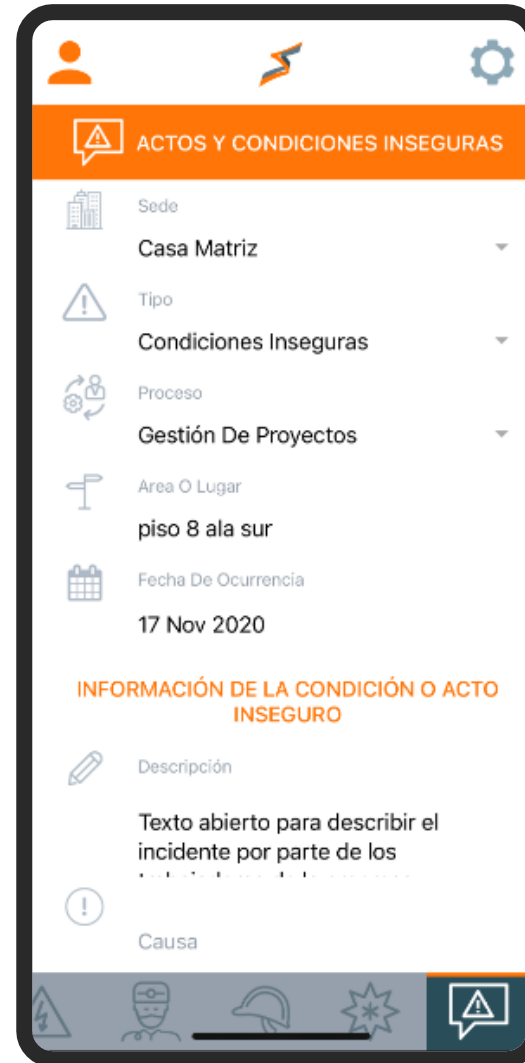 ACTOS Y CONDICIONES INSEGURAS
Sede
Casa Matriz
Tipo
Condiciones Inseguras
Proceso
Gestión De Proyectos
Area O Lugar
piso 8 ala sur
Fecha De Ocurrencia
17 Nov 2020
INFORMACIÓN DE LA CONDICIÓN O ACTO
INSEGURO
Descripción
Texto abierto para describir el
incidente por parte de los
Causa